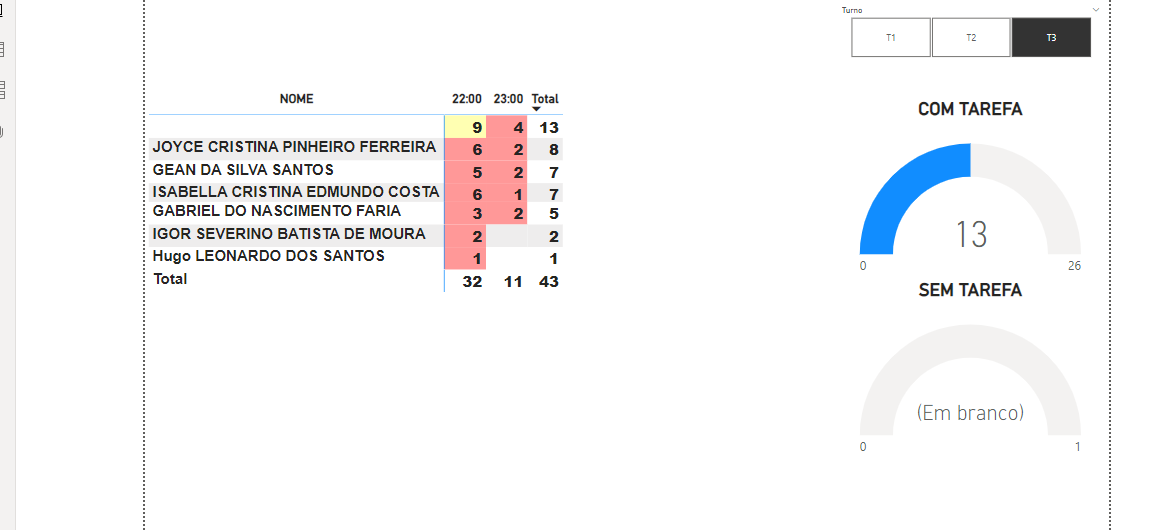 Turno
T1 T2 T3
NOME 22:00 23:00 Total
9 4 13
JOYCE CRISTINA PINHEIRO FERREIRA 6 2 8
GEAN DA SILVA SANTOS 5 2 7
ISABELLA CRISTINA EDMUNDO COSTA 6 1 7
GABRIEL DO NASCIMENTO FARIA 3 2 5
IGOR SEVERINO BATISTA DE MOURA 2 2
Hugo LEONARDO DOS SANTOS 1 1
Total 32 11 43
COM TAREFA
13
0 26
SEM TAREFA
(Em branco)
0 1